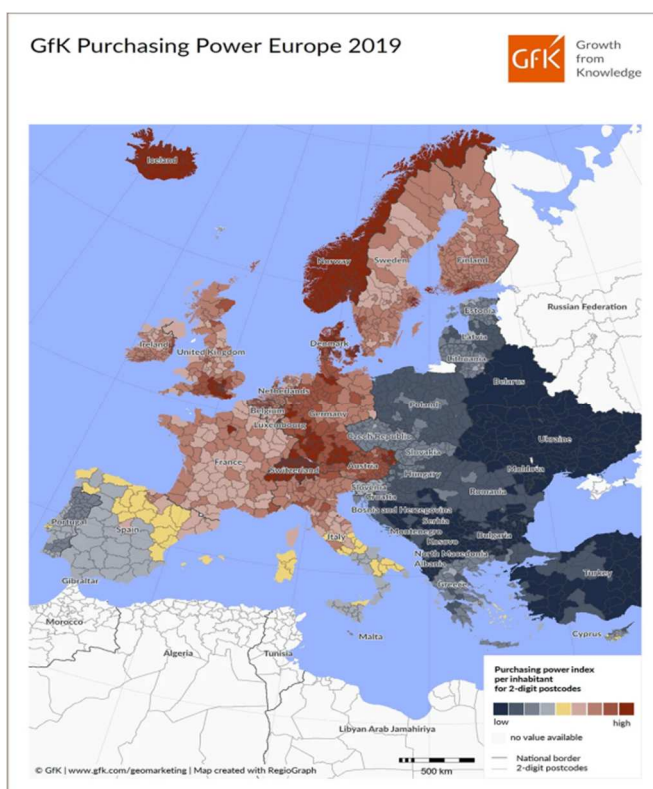 GfK Purchasing Power Europe 2019
GfK
Growth
from
Knowledge
Iceland
Norway
Sweden
Finland
Russian Federation
Estonia
Latvia
Lithuania
Denmark
Ireland
United Kingdom
Belarus
Netherlands
Belgium
Germany
Poland
Luxembourg
Czech Republic
Ukraine
Slovakia
France
Switzerland
Austria
Moldova
Hungary
Slovenia
Croatia
Romania
Bosnia and Herzegovina
Serbia
Portugal
Spain
Italy
Montenegro
Bulgaria
Kosovo
North Macedonia
Albania
Turkey
Gibraltar
Greece
Morocco
Malta
Cyprus
Algeria
Tunisia
Libyan Arab Jamahiriya
Purchasing power index
per inhabitant
for 2-digit postcodes
low high
no value available
National border
2-digit postcodes
500 km
© GfK | www.gfk.com/geomarketing | Map created with RegioGraph